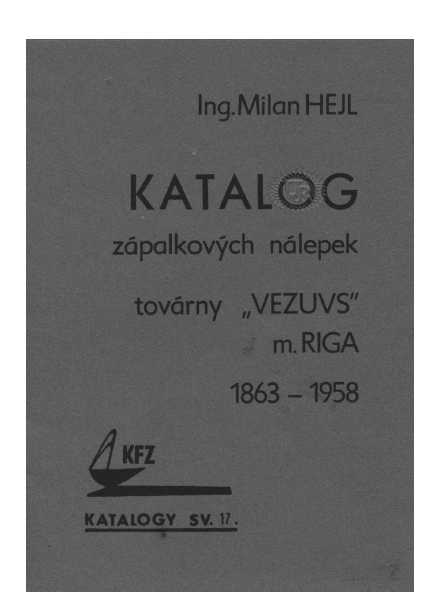 Ing. Milan HEJL
KATALOG
zápalkových nálepek
továrny „VEZUVS"
m. RIGA
1863 – 1958
KFZ
KATALOGY SV. 17.